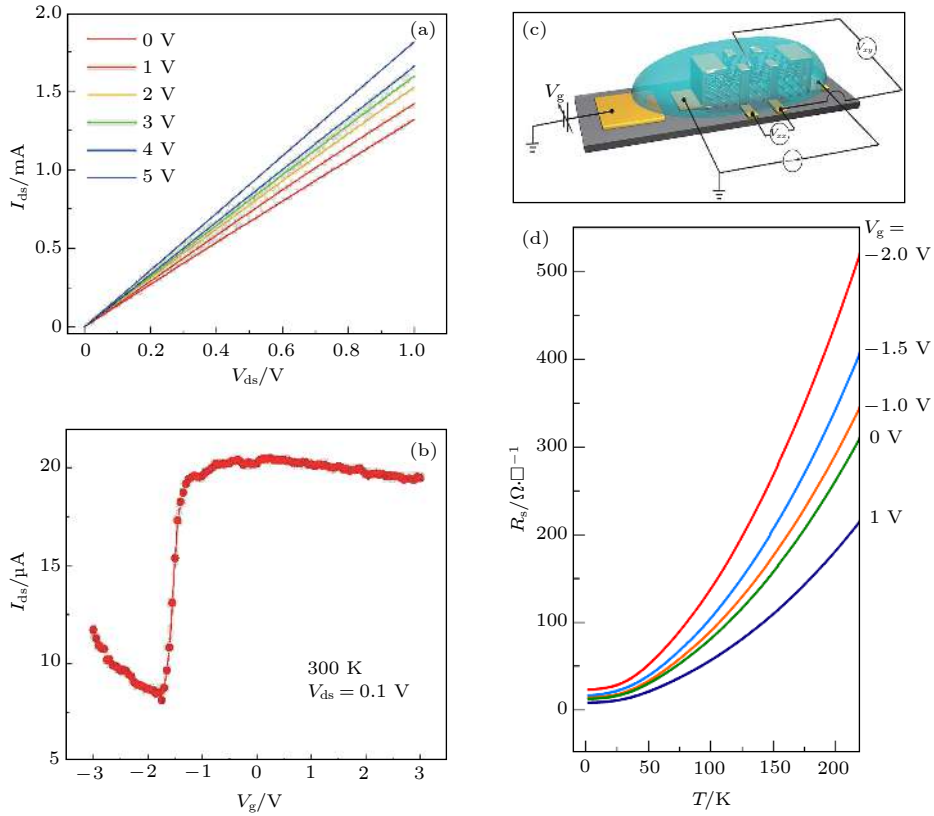 (a)
2.0
1.5
1.0
0.5
0
I_ds/mA
0 V
1 V
2 V
3 V
4 V
5 V
0 0.2 0.4 0.6 0.8 1.0
V_ds/V
(b)
20
15
10
5
I_ds/μA
300 K
V_ds = 0.1 V
−3 −2 −1 0 1 2 3
V_g/V
(c)
V_g
V_xy
V_xx
(d)
V_g =
−2.0 V
−1.5 V
−1.0 V
0 V
1 V
500
400
300
200
100
0
R_s/Ω·□⁻¹
0 50 100 150 200
T/K